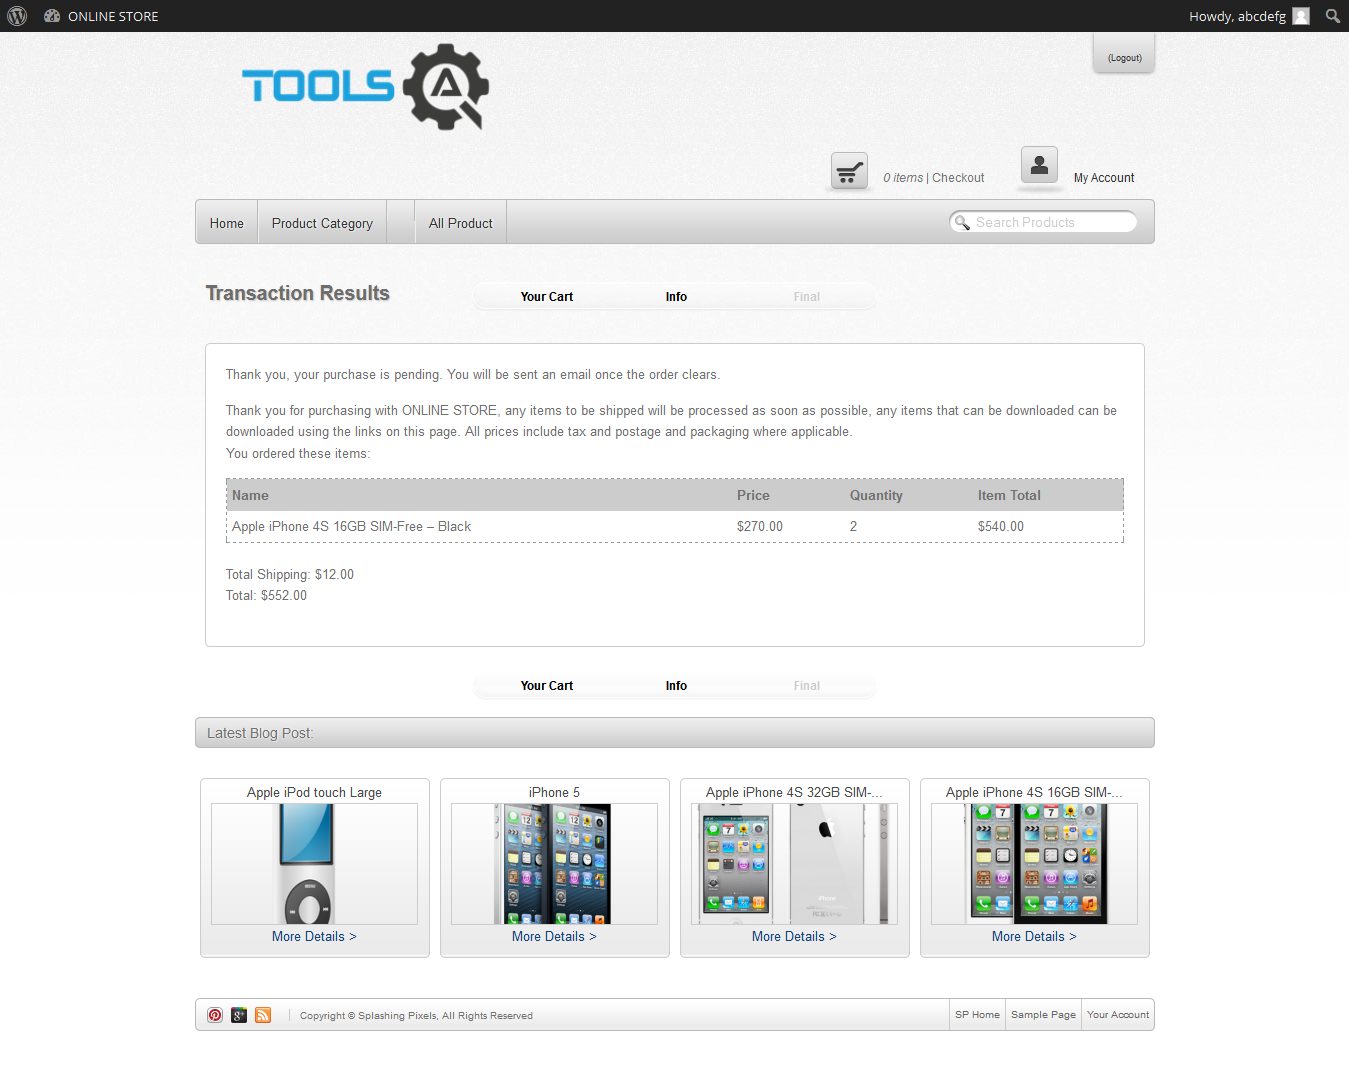 ONLINE STORE
Howdy, abcdefg
(Logout)
TOOLS QA
0 items | Checkout
My Account
Home
Product Category
All Product
Search Products
Transaction Results
Your Cart
Info
Final
Thank you, your purchase is pending. You will be sent an email once the order clears.
Thank you for purchasing with ONLINE STORE, any items to be shipped will be processed as soon as possible, any items that can be downloaded can be
downloaded using the links on this page. All prices include tax and postage and packaging where applicable.
You ordered these items:
Name Price Quantity Item Total
Apple iPhone 4S 16GB SIM-Free – Black $270.00 2 $540.00
Total Shipping: $12.00
Total: $552.00
Your Cart
Info
Final
Latest Blog Post:
Apple iPod touch Large
MENU
More Details >
iPhone 5
More Details >
Apple iPhone 4S 32GB SIM-...
iPhone
More Details >
Apple iPhone 4S 16GB SIM-...
More Details >
Copyright © Splashing Pixels, All Rights Reserved
SP Home
Sample Page
Your Account